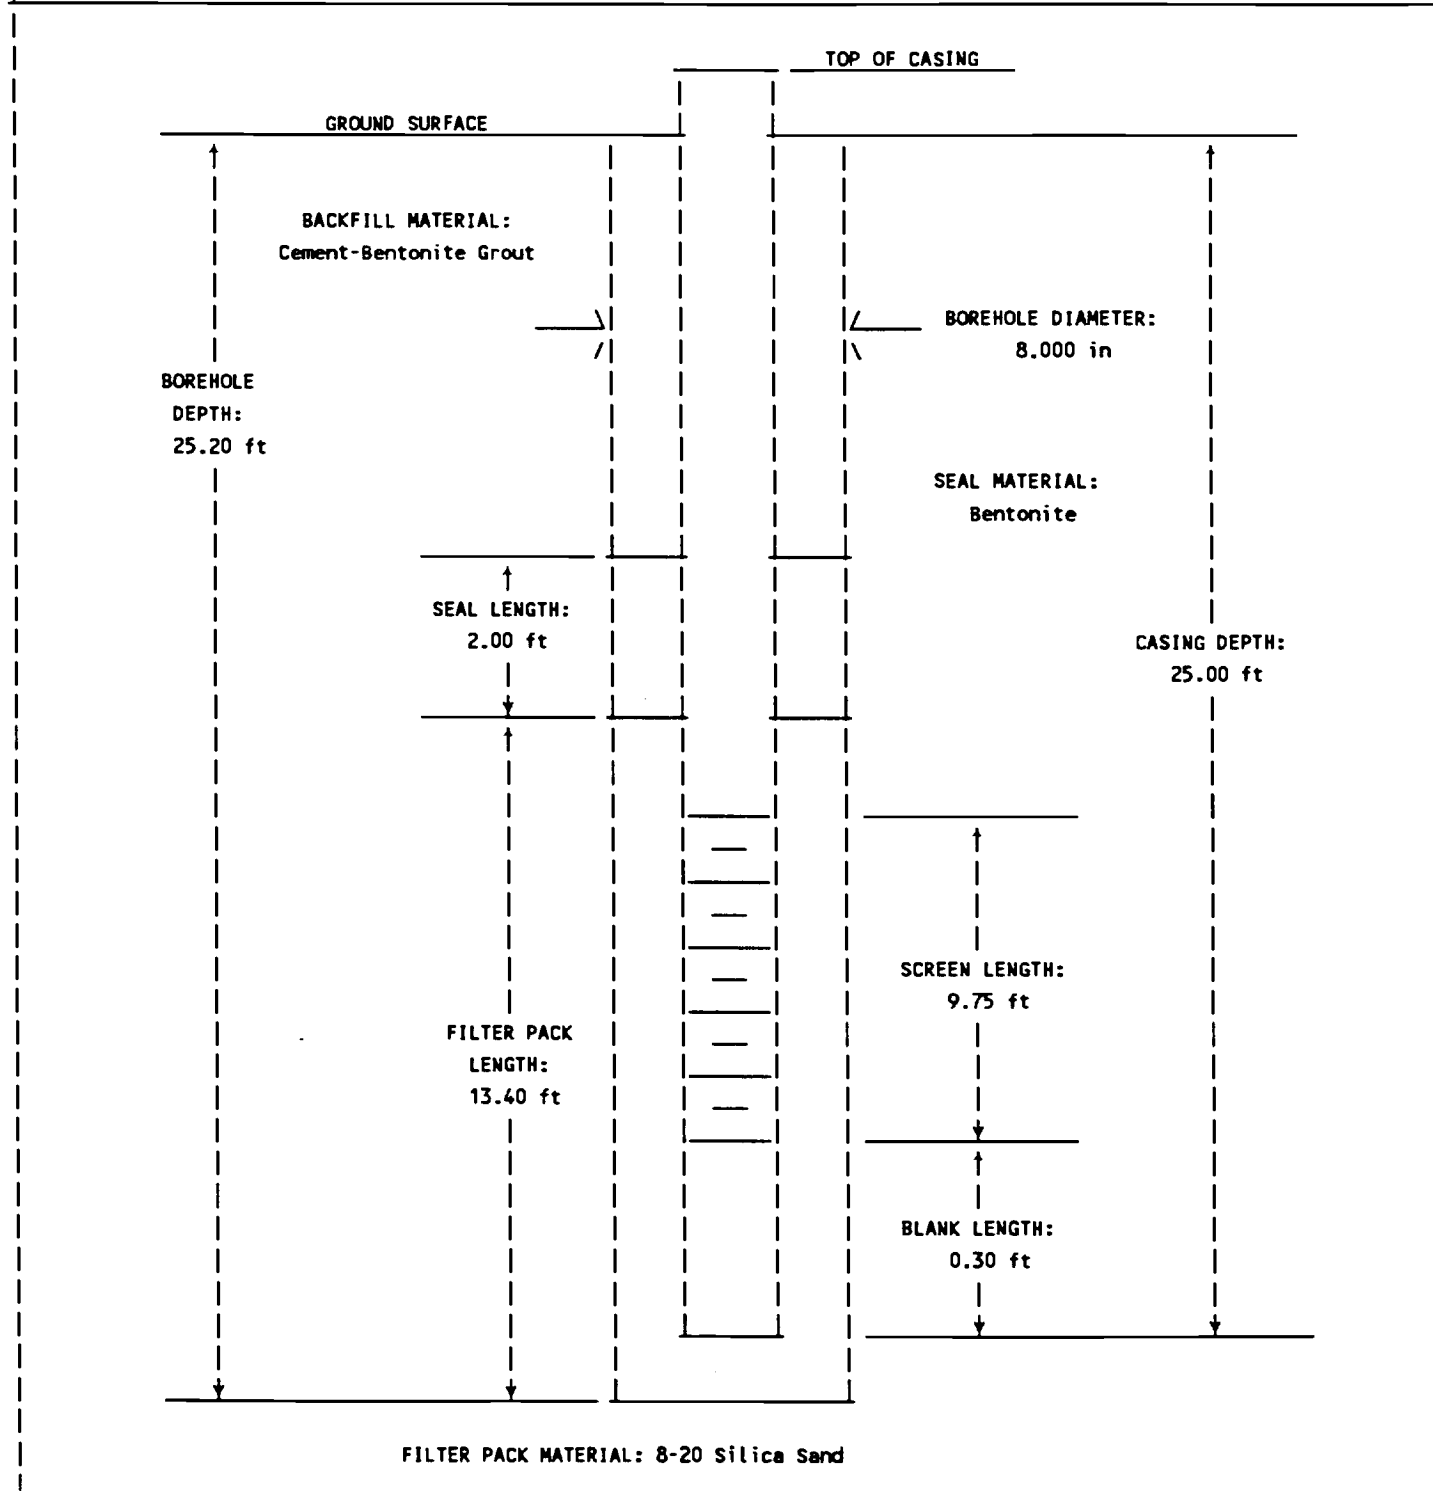 TOP OF CASING
GROUND SURFACE
BACKFILL MATERIAL:
Cement-Bentonite Grout
BOREHOLE DIAMETER:
8.000 in
BOREHOLE
DEPTH:
25.20 ft
SEAL MATERIAL:
Bentonite
SEAL LENGTH:
2.00 ft
CASING DEPTH:
25.00 ft
SCREEN LENGTH:
9.75 ft
FILTER PACK
LENGTH:
13.40 ft
BLANK LENGTH:
0.30 ft
FILTER PACK MATERIAL: 8-20 Silica Sand